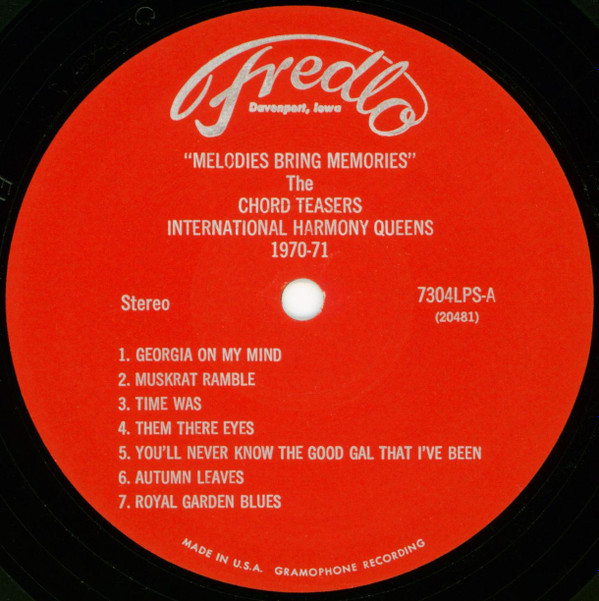 Fredlo
Davenport, Iowa
"MELODIES BRING MEMORIES"
The
CHORD TEASERS
INTERNATIONAL HARMONY QUEENS
1970-71
Stereo
7304LPS-A
(20481)
1. GEORGIA ON MY MIND
2. MUSKRAT RAMBLE
3. TIME WAS
4. THEM THERE EYES
5. YOU'LL NEVER KNOW THE GOOD GAL THAT I'VE BEEN
6. AUTUMN LEAVES
7. ROYAL GARDEN BLUES
MADE IN U.S.A. GRAMOPHONE RECORDING